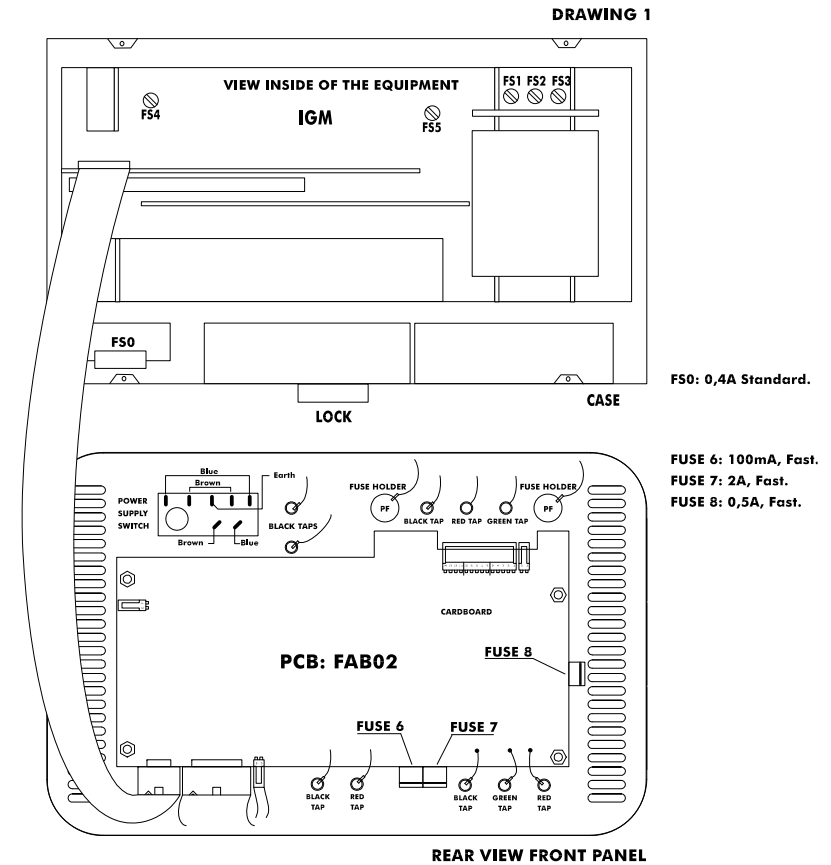 DRAWING 1
VIEW INSIDE OF THE EQUIPMENT
IGM
FS1 FS2 FS3
FS4
FS5
FS0
LOCK
CASE
FS0: 0,4A Standard.
FUSE 6: 100mA, Fast.
FUSE 7: 2A, Fast.
FUSE 8: 0,5A, Fast.
POWER
SUPPLY
SWITCH
Blue
Brown
Earth
Brown
Blue
BLACK TAPS
FUSE HOLDER
PF
BLACK TAP
RED TAP
GREEN TAP
FUSE HOLDER
PF
CARDBOARD
PCB: FAB02
FUSE 8
FUSE 6
FUSE 7
BLACK
TAP
RED
TAP
BLACK
TAP
GREEN
TAP
RED
TAP
REAR VIEW FRONT PANEL